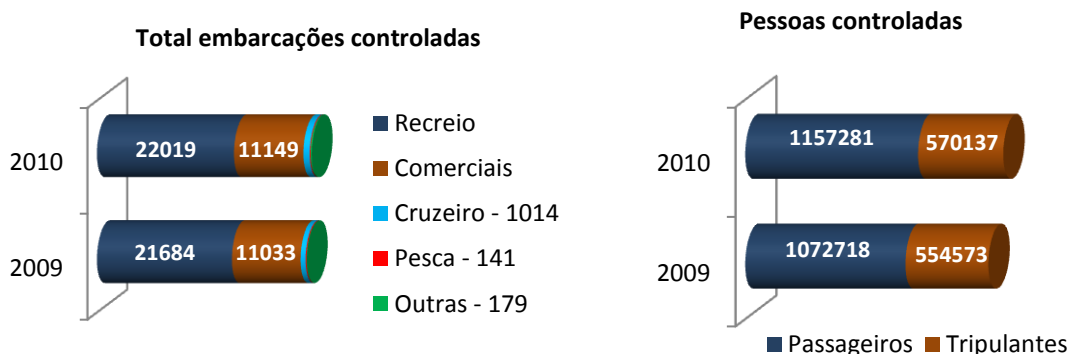 Total embarcações controladas
2010
22019
11149
2009
21684
11033
Recreio
Comerciais
Cruzeiro - 1014
Pesca - 141
Outras - 179
Pessoas controladas
2010
1157281
570137
2009
1072718
554573
Passageiros
Tripulantes